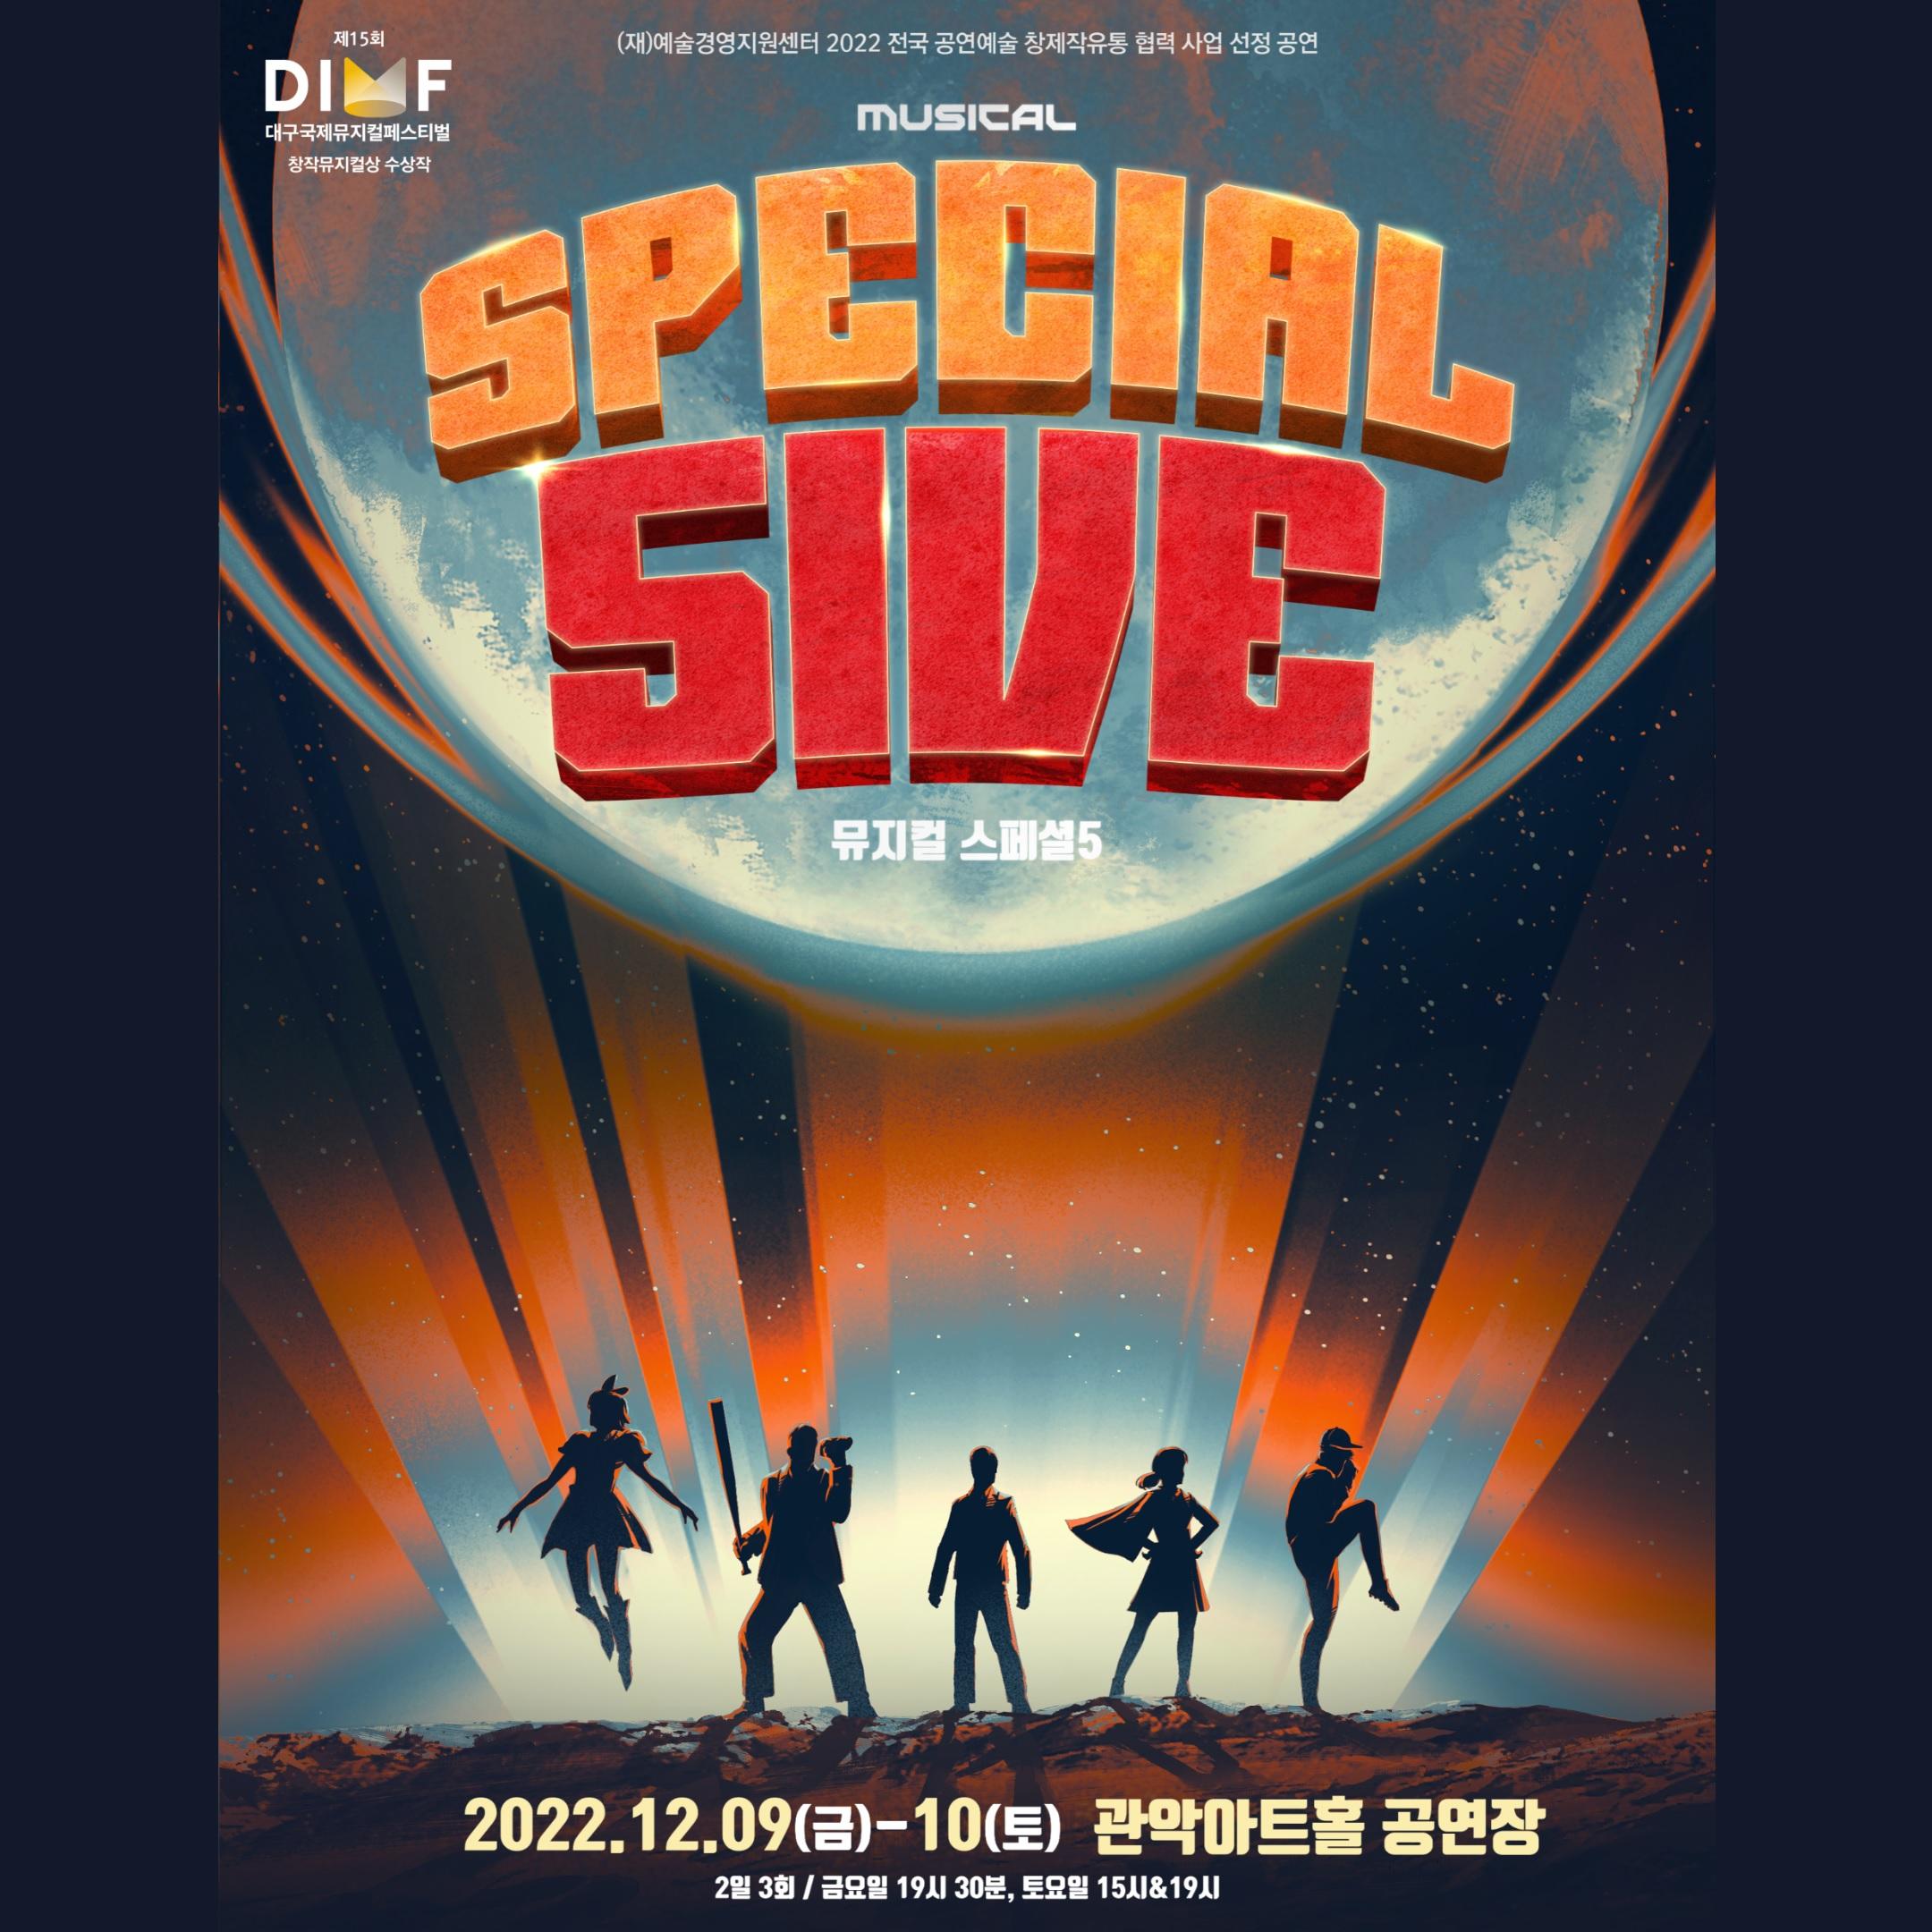 제15회
DIMF
대구국제뮤지컬페스티벌
창작뮤지컬상 수상작
(재)예술경영지원센터 2022 전국 공연예술 창제작유통 협력 사업 선정 공연
MUSICAL
SPECIAL
5IVE
뮤지컬 스페셜5
2022.12.09(금)-10(토) 관악아트홀 공연장
2일 3회 / 금요일 19시 30분, 토요일 15시&19시